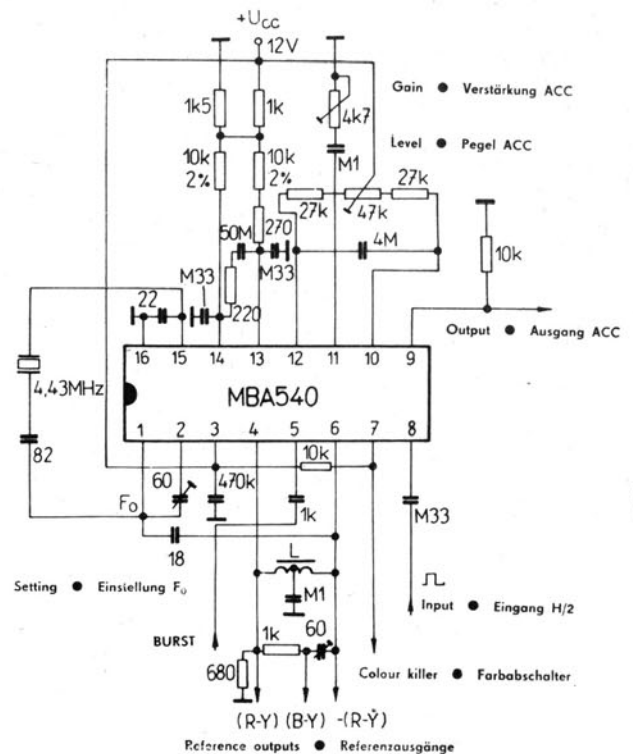 +UCC
12V
Gain ● Verstärkung ACC
1k5
1k
4k7
Level ● Pegel ACC
10k
2%
10k
2%
M1
27k
27k
47k
270
50M
M33
4M
10k
M33
220
22
Output ● Ausgang ACC
16 15 14 13 12 11 10 9
4,43MHz
MBA540
1 2 3 4 5 6 7 8
82
60
470k
10k
1k
M33
F₀
18
L
Setting ● Einstellung F₀
M1
Input ● Eingang H/2
BURST
1k
60
Colour killer ● Farbabschalter
680
(R-Y) (B-Y) -(R-Y)
Reference outputs ● Referenzausgänge